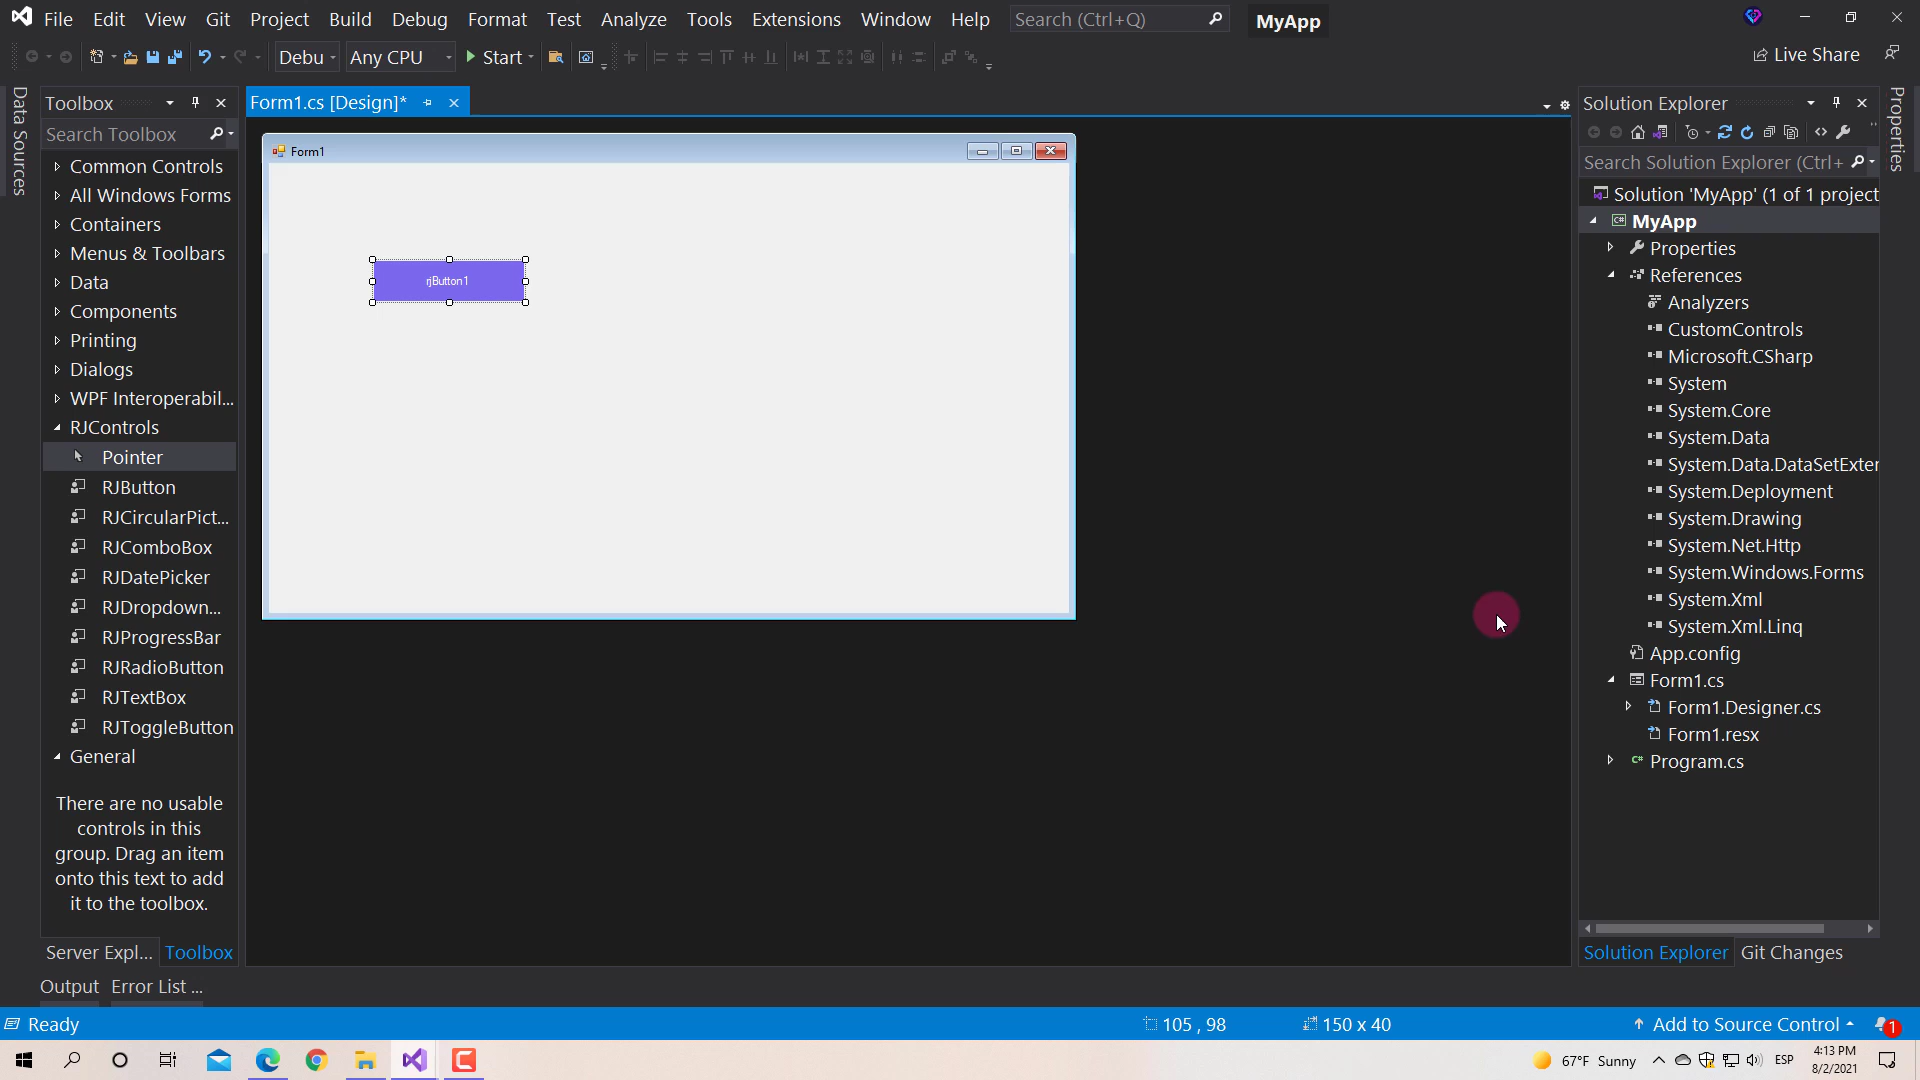 File Edit View Git Project Build Debug Format Test Analyze Tools Extensions Window Help Search (Ctrl+Q) MyApp
Debu Any CPU Start Live Share
Data Sources
Toolbox
Search Toolbox
Common Controls
All Windows Forms
Containers
Menus & Toolbars
Data
Components
Printing
Dialogs
WPF Interoperabil...
RJControls
Pointer
RJButton
RJCircularPict...
RJComboBox
RJDatePicker
RJDropdown...
RJProgressBar
RJRadioButton
RJTextBox
RJToggleButton
General
There are no usable
controls in this
group. Drag an item
onto this text to add
it to the toolbox.
Server Expl... Toolbox
Form1.cs [Design]*
Form1
rjButton1
Solution Explorer
Search Solution Explorer (Ctrl+
Solution 'MyApp' (1 of 1 project
MyApp
Properties
References
Analyzers
CustomControls
Microsoft.CSharp
System
System.Core
System.Data
System.Data.DataSetExter
System.Deployment
System.Drawing
System.Net.Http
System.Windows.Forms
System.Xml
System.Xml.Linq
App.config
Form1.cs
Form1.Designer.cs
Form1.resx
Program.cs
Solution Explorer Git Changes
Properties
Output Error List ...
Ready 105 , 98 150 x 40 Add to Source Control 1
67°F Sunny ESP 4:13 PM
8/2/2021